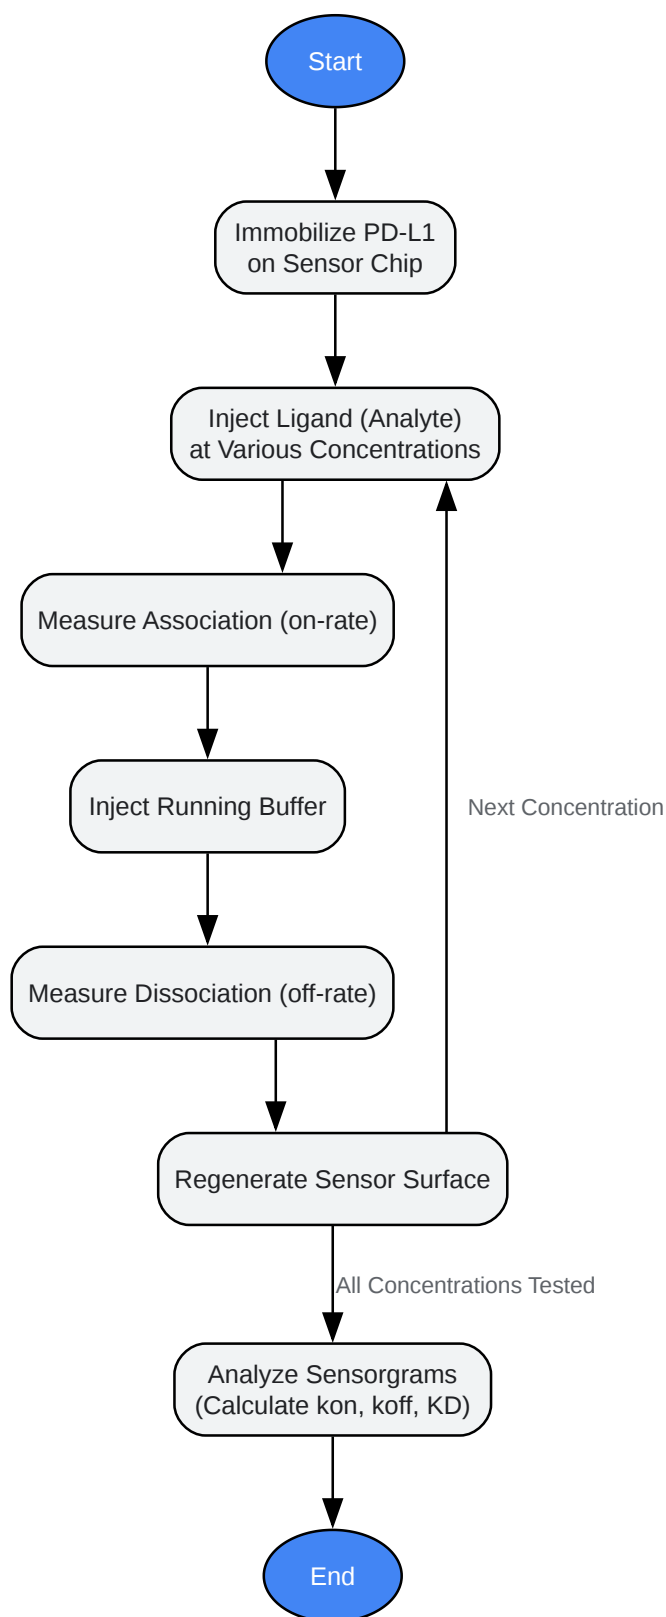 Start
Immobilize PD-L1
on Sensor Chip
Inject Ligand (Analyte)
at Various Concentrations
Measure Association (on-rate)
Inject Running Buffer
Next Concentration
Measure Dissociation (off-rate)
Regenerate Sensor Surface
All Concentrations Tested
Analyze Sensorgrams
(Calculate kon, koff, KD)
End